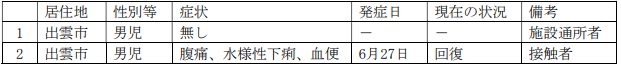 居住地 性別等 症状 発症日 現在の状況 備考
1 出雲市 男児 無し － － 施設通所者
2 出雲市 男児 腹痛、水様性下痢、血便 6月27日 回復 接触者